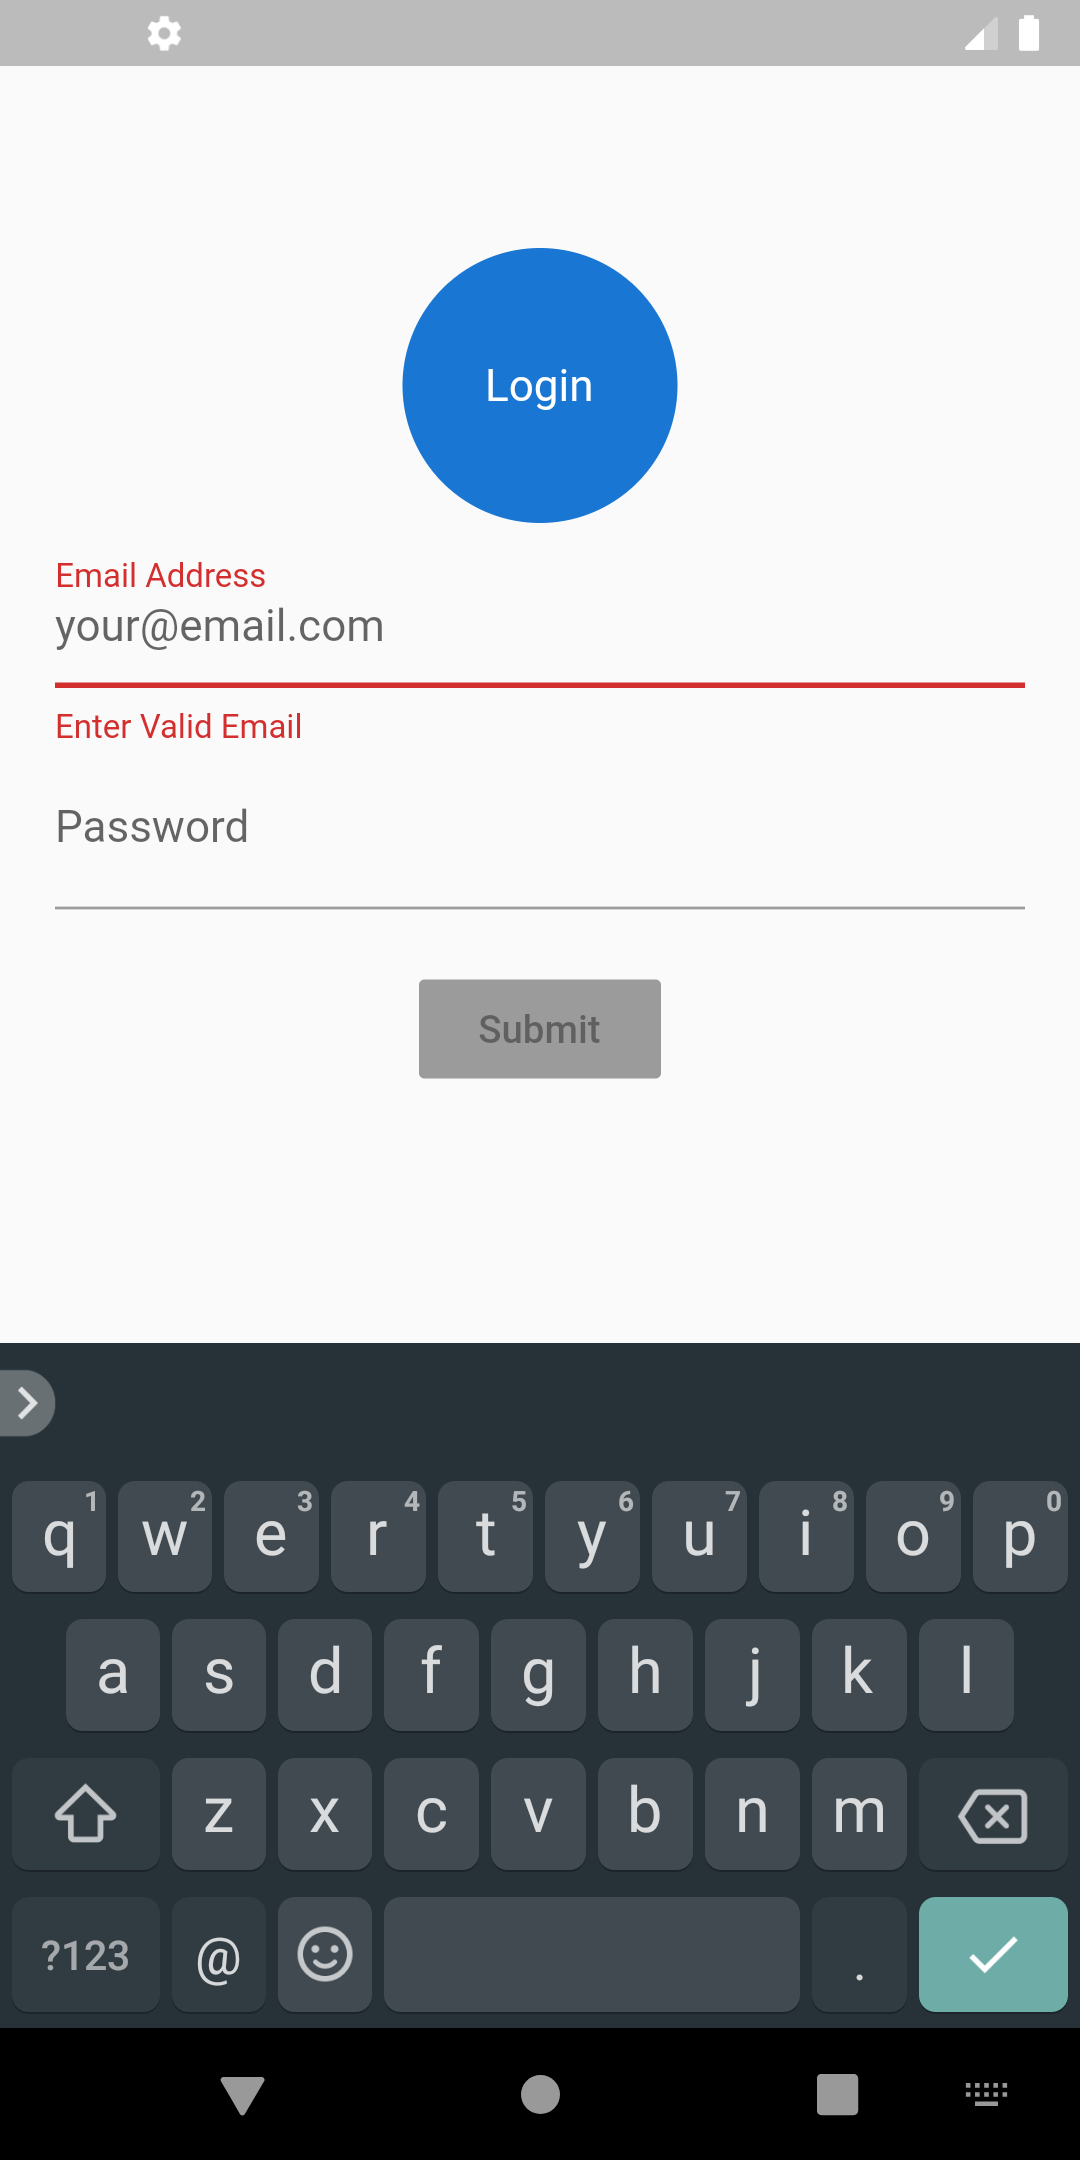 Login
Email Address
your@email.com
Enter Valid Email
Password
Submit
1 2 3 4 5 6 7 8 9 0
q w e r t y u i o p
a s d f g h j k l
z x c v b n m
?123 @ .